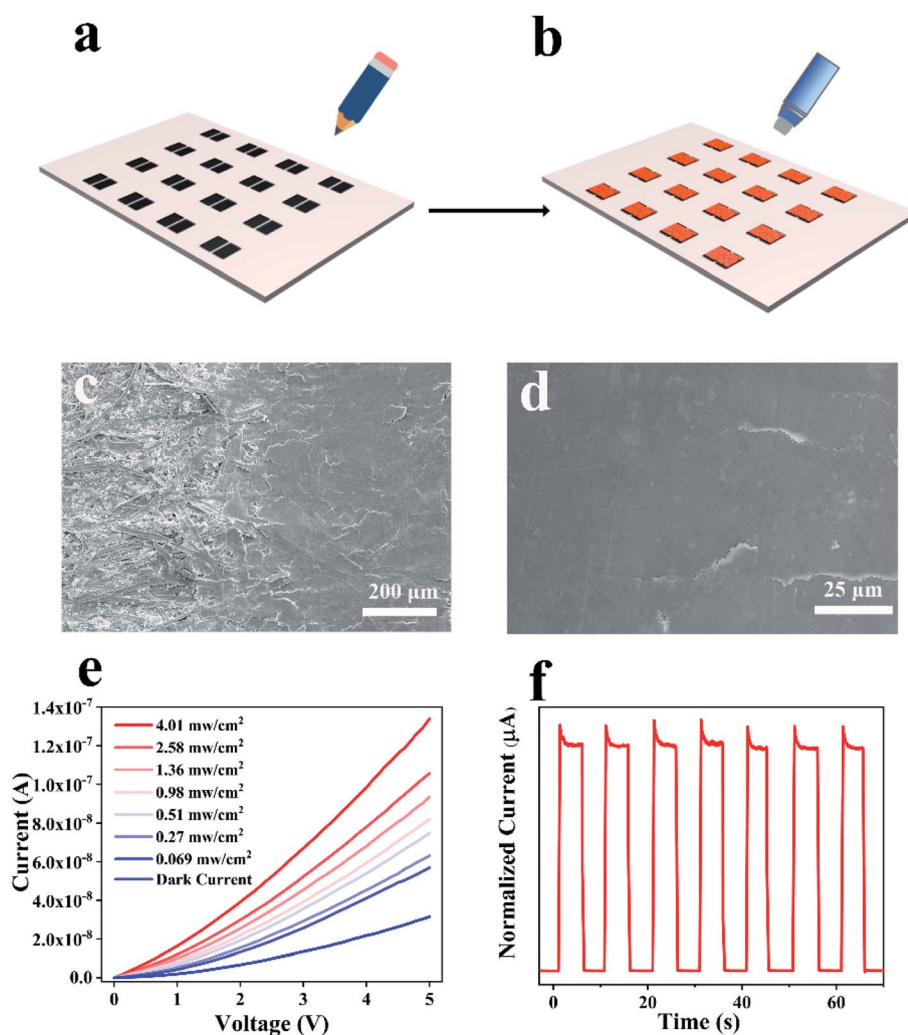 a
b
c
200 µm
d
25 µm
e
1.4x10⁻⁷
1.2x10⁻⁷
1.0x10⁻⁷
8.0x10⁻⁸
6.0x10⁻⁸
4.0x10⁻⁸
2.0x10⁻⁸
0.0
Current (A)
4.01 mw/cm²
2.58 mw/cm²
1.36 mw/cm²
0.98 mw/cm²
0.51 mw/cm²
0.27 mw/cm²
0.069 mw/cm²
Dark Current
0 1 2 3 4 5
Voltage (V)
f
Normalized Current (µA)
0 20 40 60
Time (s)